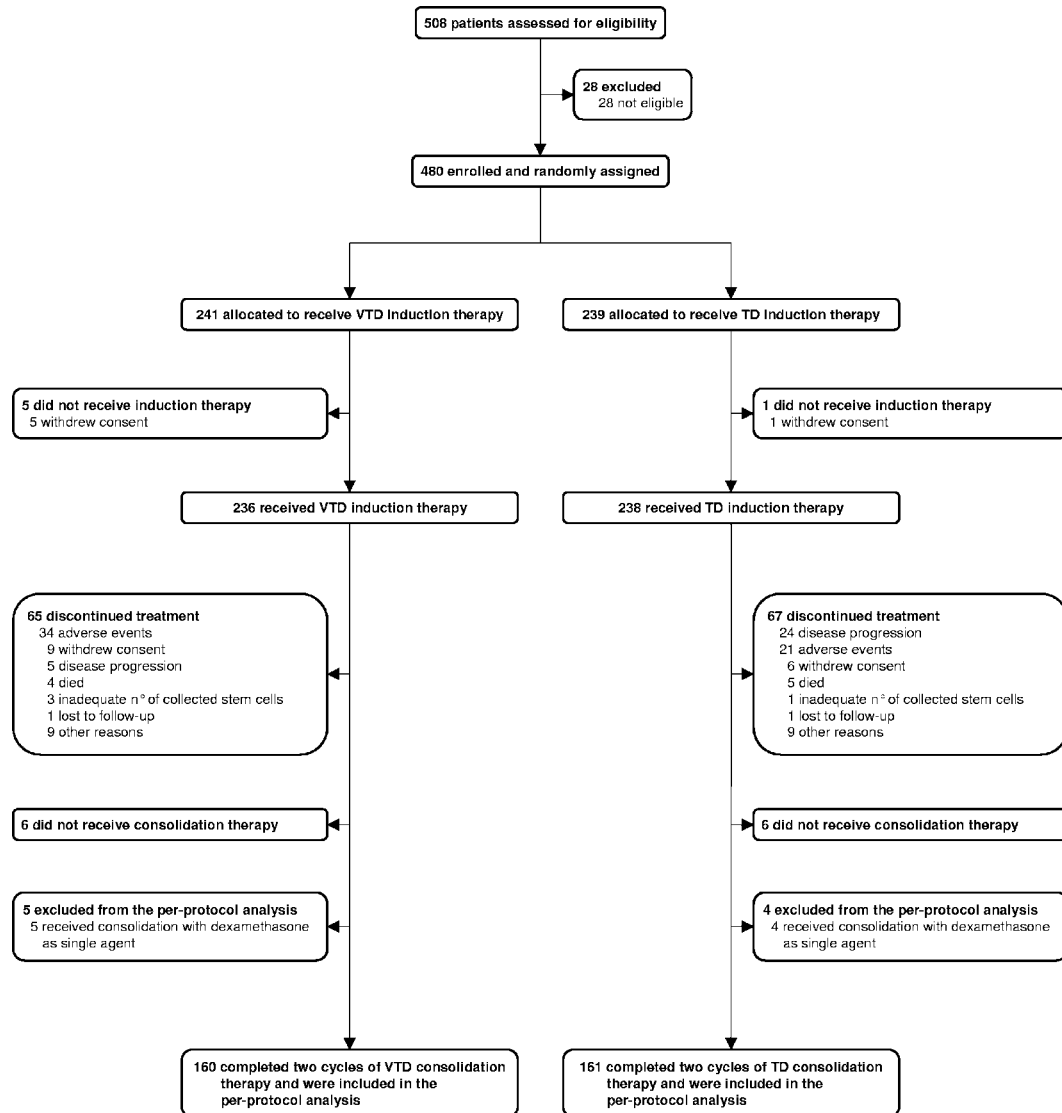 508 patients assessed for eligibility
28 excluded
28 not eligible
480 enrolled and randomly assigned
241 allocated to receive VTD Induction therapy
239 allocated to receive TD Induction therapy
5 did not receive induction therapy
5 withdrew consent
1 did not receive induction therapy
1 withdrew consent
236 received VTD induction therapy
238 received TD induction therapy
65 discontinued treatment
34 adverse events
9 withdrew consent
5 disease progression
4 died
3 inadequate n° of collected stem cells
1 lost to follow-up
9 other reasons
67 discontinued treatment
24 disease progression
21 adverse events
6 withdrew consent
5 died
1 inadequate n° of collected stem cells
1 lost to follow-up
9 other reasons
6 did not receive consolidation therapy
6 did not receive consolidation therapy
5 excluded from the per-protocol analysis
5 received consolidation with dexamethasone
as single agent
4 excluded from the per-protocol analysis
4 received consolidation with dexamethasone
as single agent
160 completed two cycles of VTD consolidation
therapy and were included in the
per-protocol analysis
161 completed two cycles of TD consolidation
therapy and were included in the
per-protocol analysis